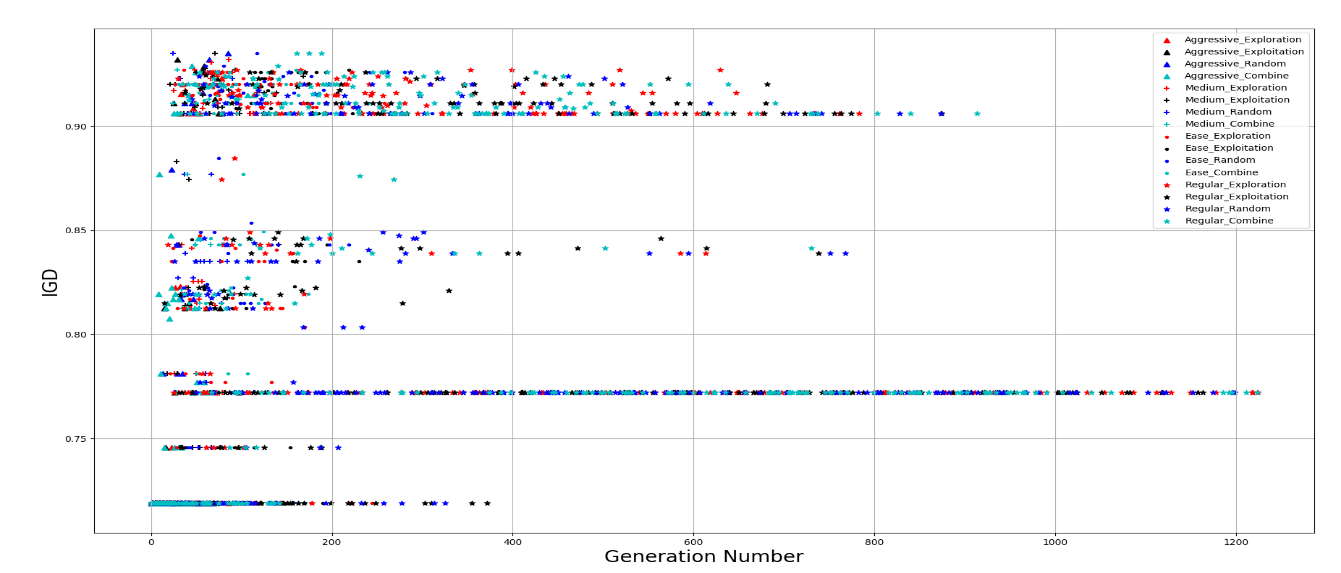 Aggressive_Exploration
Aggressive_Exploitation
Aggressive_Random
Aggressive_Combine
Medium_Exploration
Medium_Exploitation
Medium_Random
Medium_Combine
Ease_Exploration
Ease_Exploitation
Ease_Random
Ease_Combine
Regular_Exploration
Regular_Exploitation
Regular_Random
Regular_Combine
0.90
0.85
0.80
0.75
IGD
0 200 400 600 800 1000 1200
Generation Number